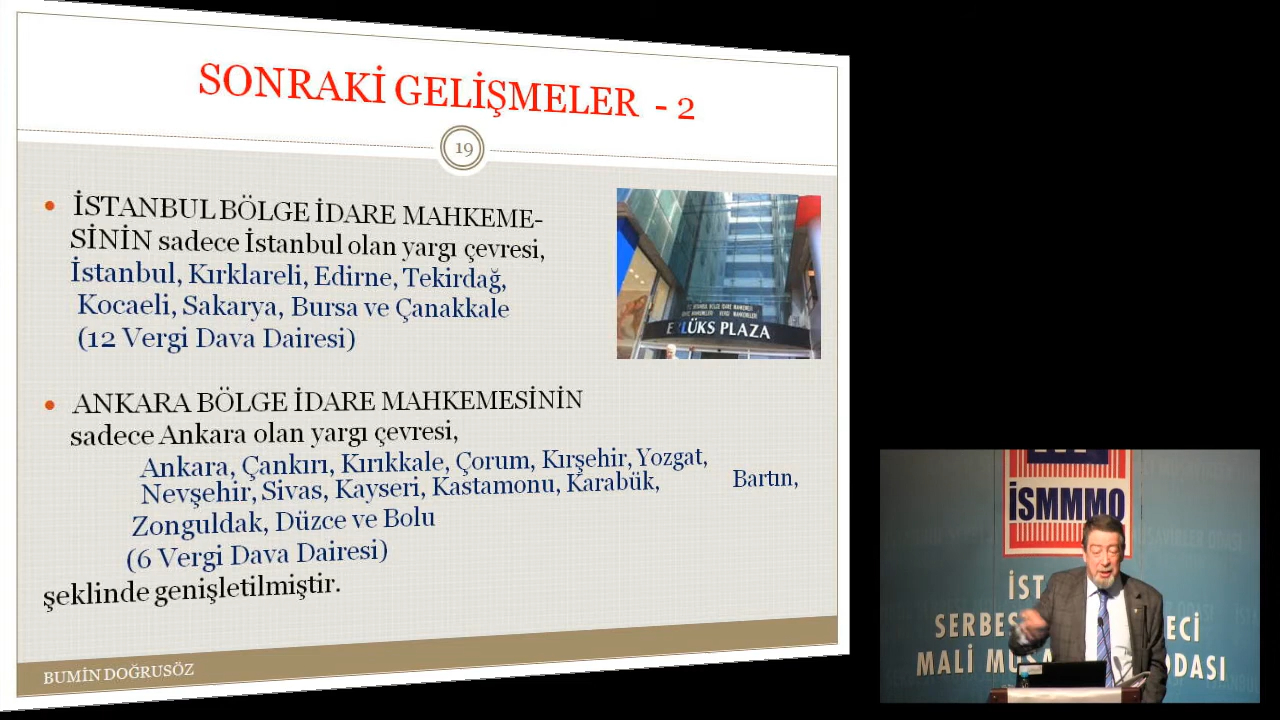 SONRAKİ GELİŞMELER - 2
19
• İSTANBUL BÖLGE İDARE MAHKEME-
SİNİN sadece İstanbul olan yargı çevresi,
İstanbul, Kırklareli, Edirne, Tekirdağ,
Kocaeli, Sakarya, Bursa ve Çanakkale
(12 Vergi Dava Dairesi)
LÜKS PLAZA
• ANKARA BÖLGE İDARE MAHKEMESİNİN
sadece Ankara olan yargı çevresi,
Ankara, Çankırı, Kırıkkale, Çorum, Kırşehir, Yozgat,
Nevşehir, Sivas, Kayseri, Kastamonu, Karabük, Bartın,
Zonguldak, Düzce ve Bolu
(6 Vergi Dava Dairesi)
şeklinde genişletilmiştir.
BUMİN DOĞRUSÖZ
İSMMMO
İST
SERBES ECİ
MALİ MÜ ODASI